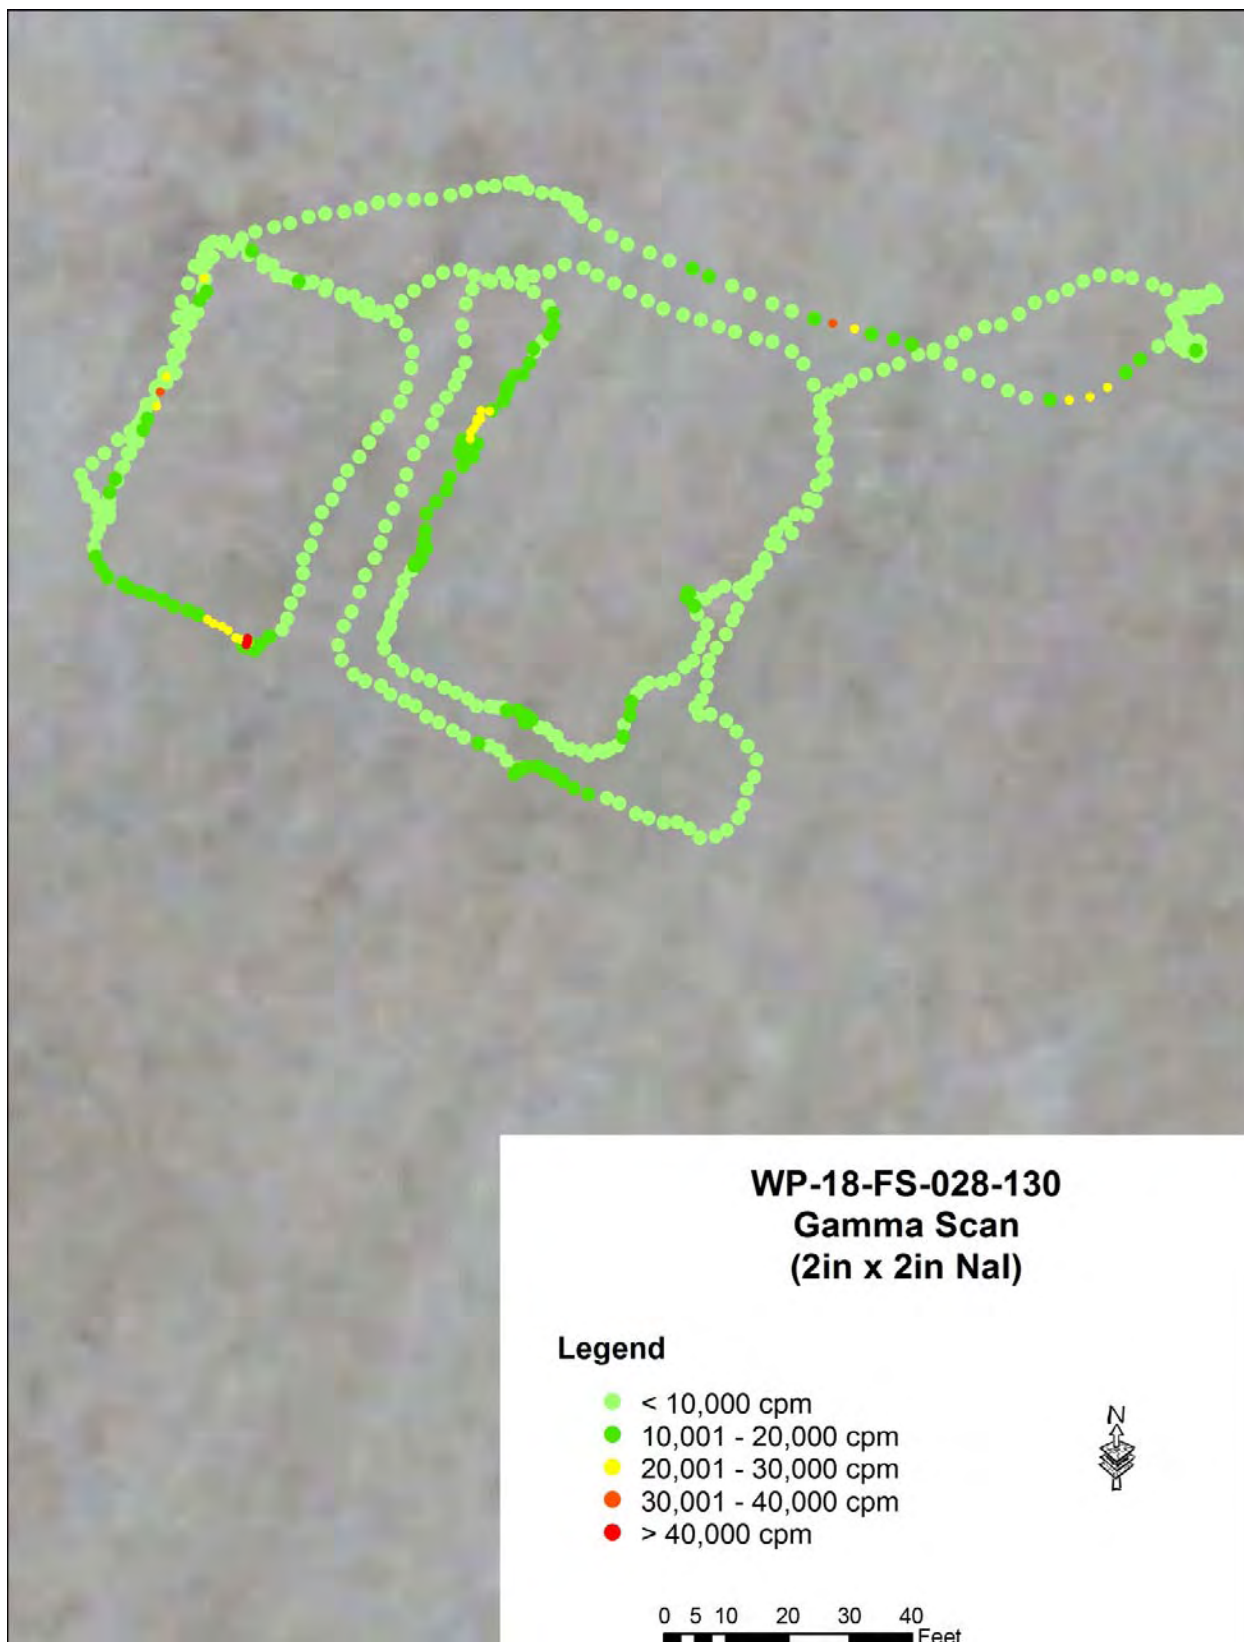 WP-18-FS-028-130
Gamma Scan
(2in x 2in NaI)
Legend
< 10,000 cpm
10,001 - 20,000 cpm
20,001 - 30,000 cpm
30,001 - 40,000 cpm
> 40,000 cpm
N
0 5 10 20 30 40
Feet